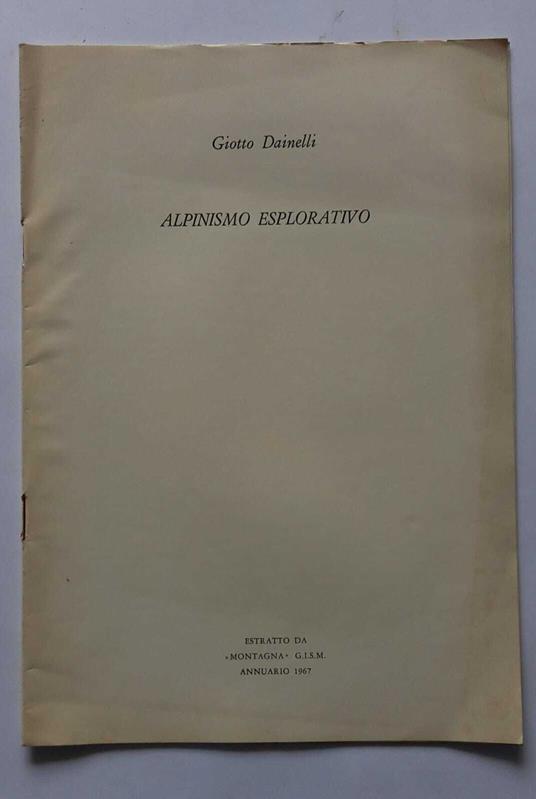 Giotto Dainelli
ALPINISMO ESPLORATIVO
ESTRATTO DA
«MONTAGNA» G.I.S.M.
ANNUARIO 1967